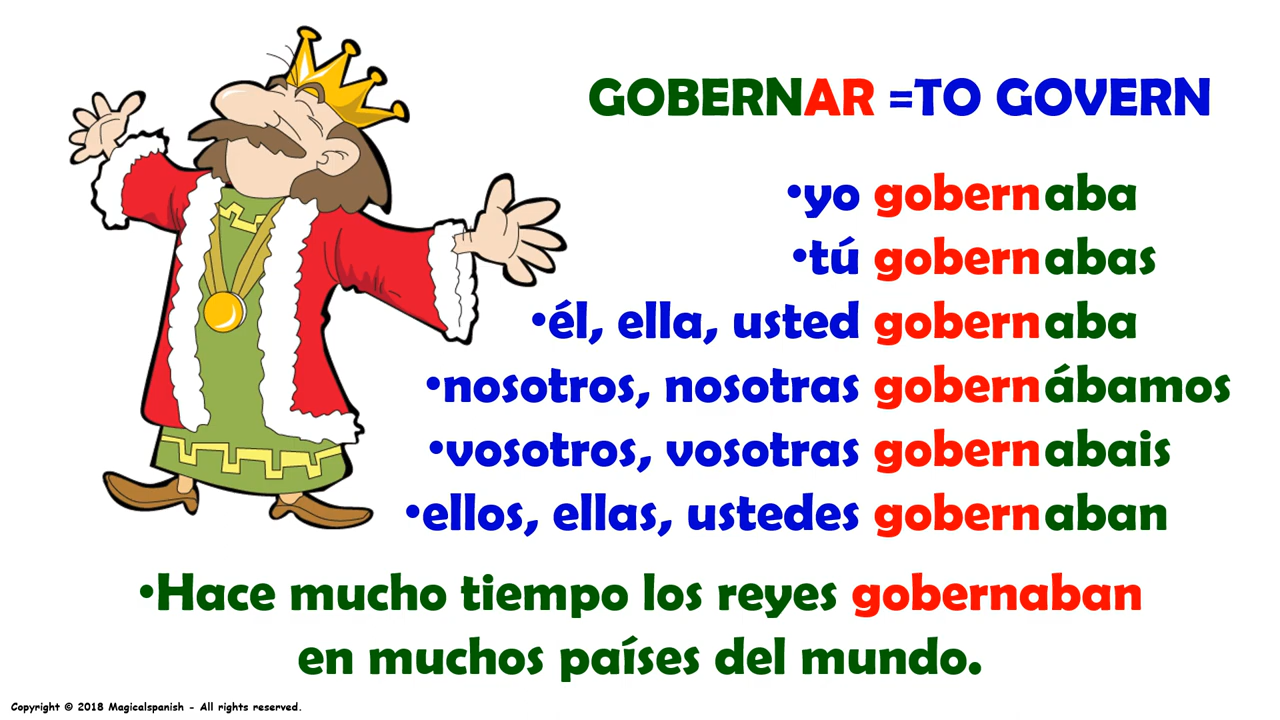 GOBERNAR =TO GOVERN
•yo gobernaba
•tú gobernabas
•él, ella, usted gobernaba
•nosotros, nosotras gobernábamos
•vosotros, vosotras gobernabais
•ellos, ellas, ustedes gobernaban
•Hace mucho tiempo los reyes gobernaban
en muchos países del mundo.
Copyright © 2018 Magicalspanish - All rights reserved.